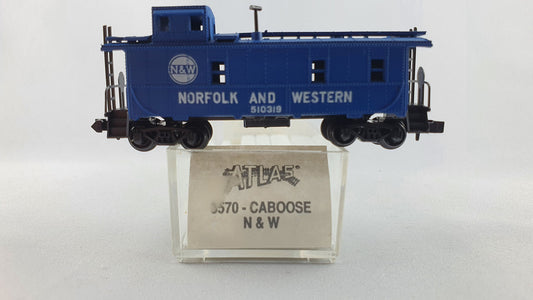 N&W
NORFOLK AND WESTERN
510319
ATLAS
3570 - CABOOSE
N & W